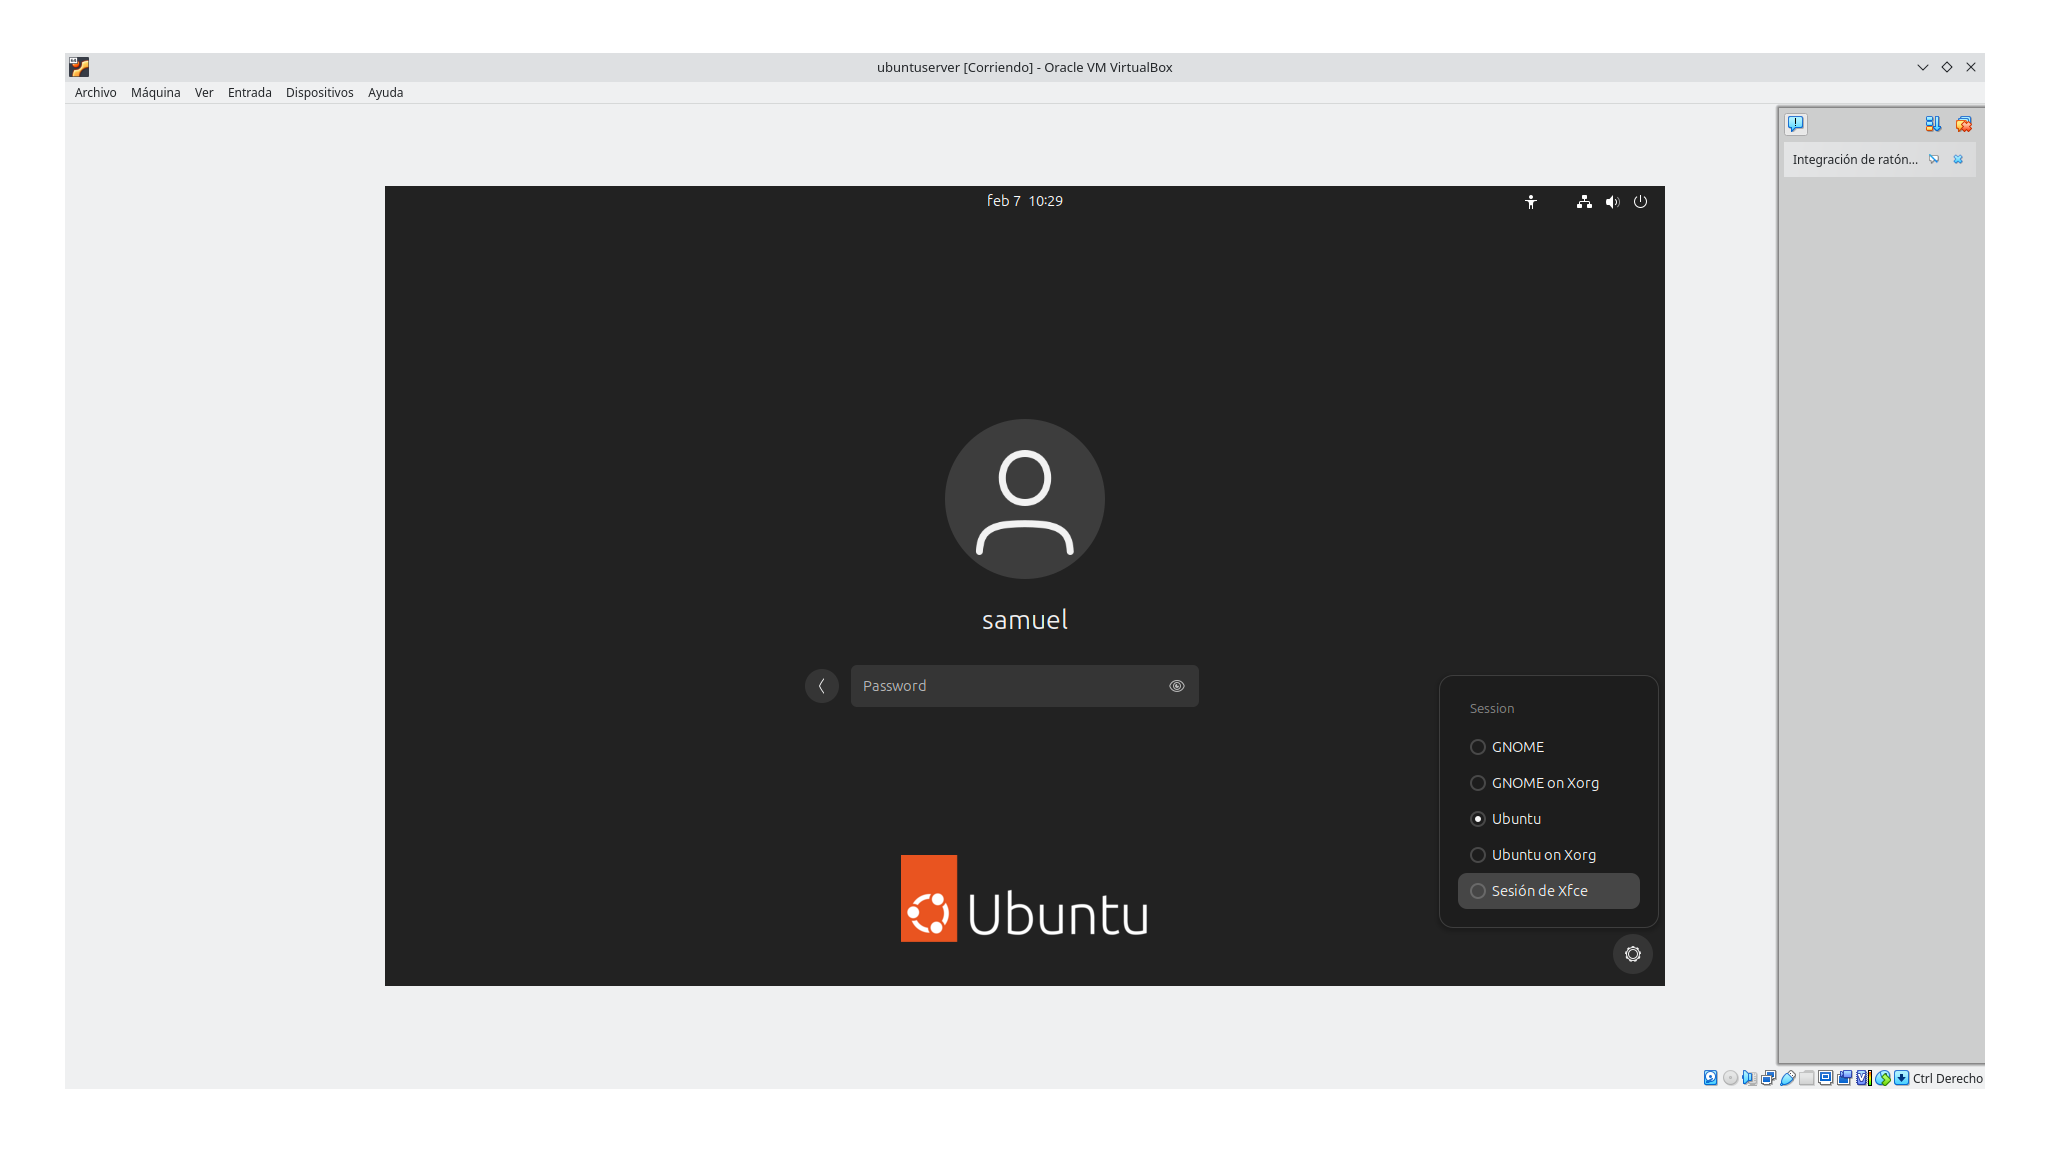 ubuntuserver [Corriendo] - Oracle VM VirtualBox
Archivo Máquina Ver Entrada Dispositivos Ayuda
Integración de ratón...
feb 7 10:29
samuel
Password
Session
GNOME
GNOME on Xorg
Ubuntu
Ubuntu on Xorg
Sesión de Xfce
Ubuntu
Ctrl Derecho